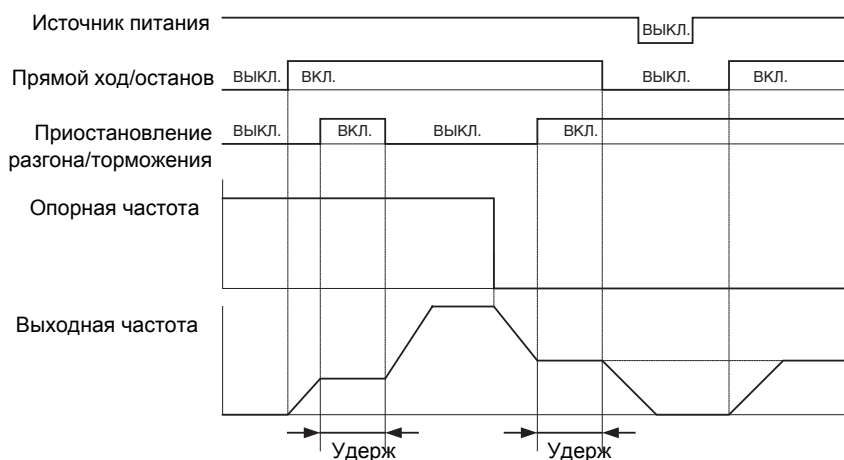 Источник питания
ВЫКЛ.
Прямой ход/останов
ВЫКЛ. ВКЛ. ВЫКЛ. ВКЛ.
Приостановление
разгона/торможения
ВЫКЛ. ВКЛ. ВЫКЛ. ВКЛ.
Опорная частота
Выходная частота
Удерж Удерж